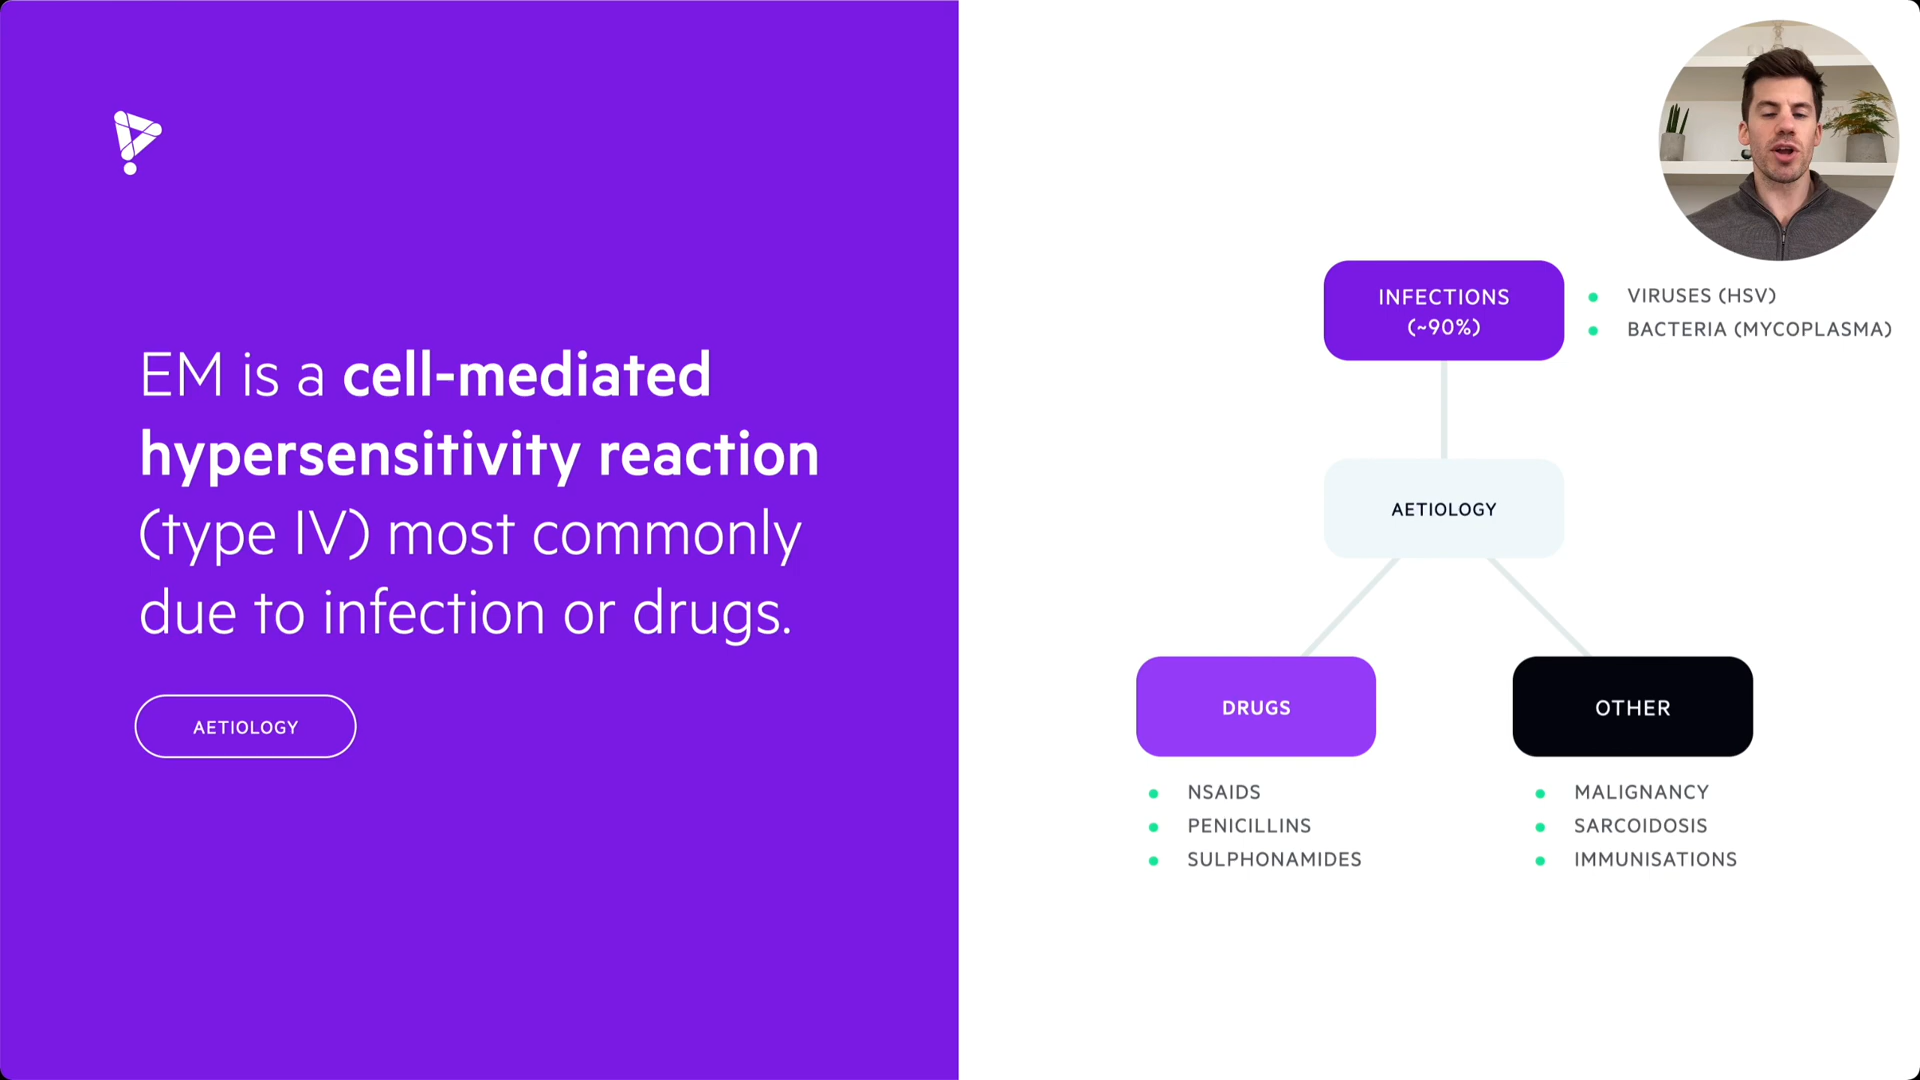 EM is a cell-mediated
hypersensitivity reaction
(type IV) most commonly
due to infection or drugs.
AETIOLOGY
INFECTIONS
(~90%)
VIRUSES (HSV)
BACTERIA (MYCOPLASMA)
AETIOLOGY
DRUGS
NSAIDS
PENICILLINS
SULPHONAMIDES
OTHER
MALIGNANCY
SARCOIDOSIS
IMMUNISATIONS